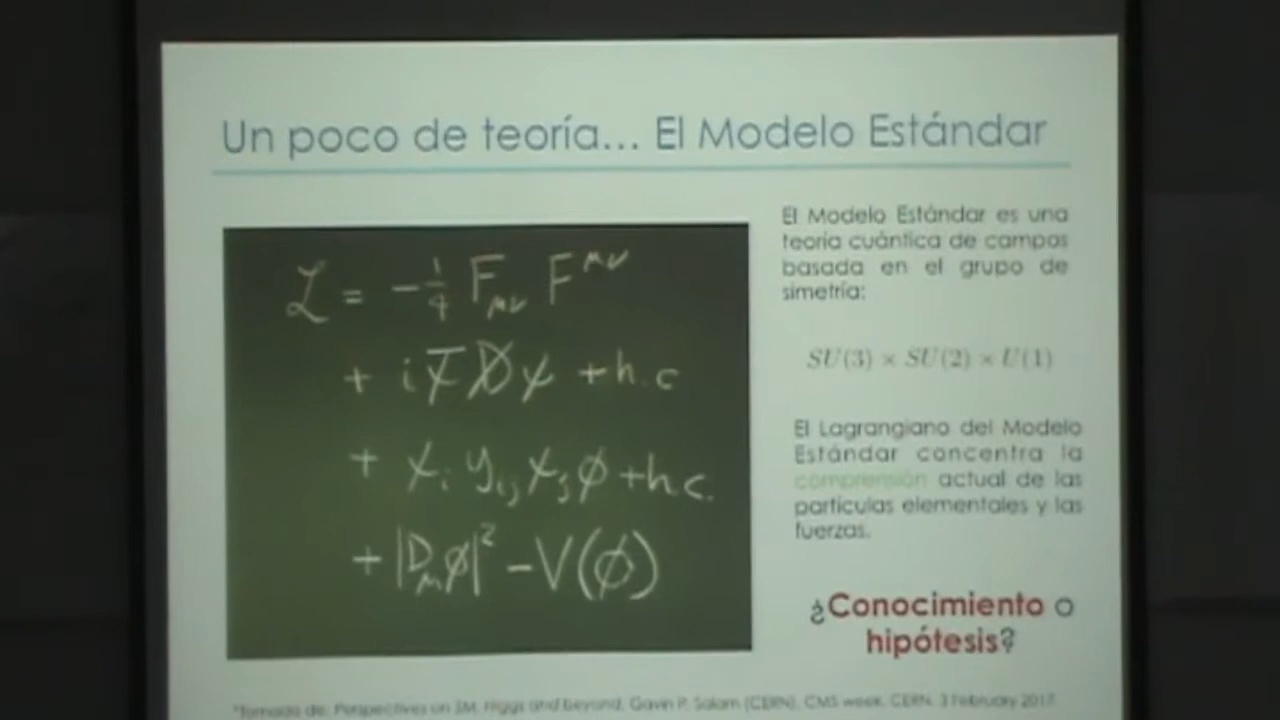 Un poco de teoría... El Modelo Estándar
ℒ = -¼ F_μν F^μν
+ i ψ̄ D̸ ψ + h.c
+ χ_i y_ij χ_j φ + h.c.
+ |D_μ φ|² - V(φ)
El Modelo Estándar es una
teoría cuántica de campos
basada en el grupo de
simetría:
SU(3) × SU(2) × U(1)
El Lagrangiano del Modelo
Estándar concentra la
comprensión actual de las
partículas elementales y las
fuerzas.
¿Conocimiento o
hipótesis?
*Tomado de: Perspectives on SM, Higgs and beyond, Gavin P. Salam (CERN), CMS week, CERN, 3 February 2017